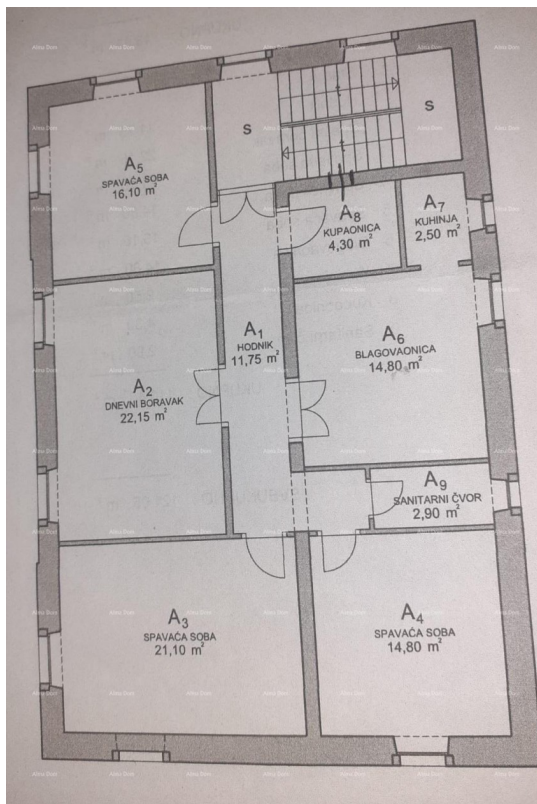 S
S
A5
SPAVAĆA SOBA
16,10 m²
A8
KUPAONICA
4,30 m²
A7
KUHINJA
2,50 m²
A1
HODNIK
11,75 m²
A6
BLAGOVAONICA
14,80 m²
A2
DNEVNI BORAVAK
22,15 m²
A9
SANITARNI ČVOR
2,90 m²
A3
SPAVAĆA SOBA
21,10 m²
A4
SPAVAĆA SOBA
14,80 m²